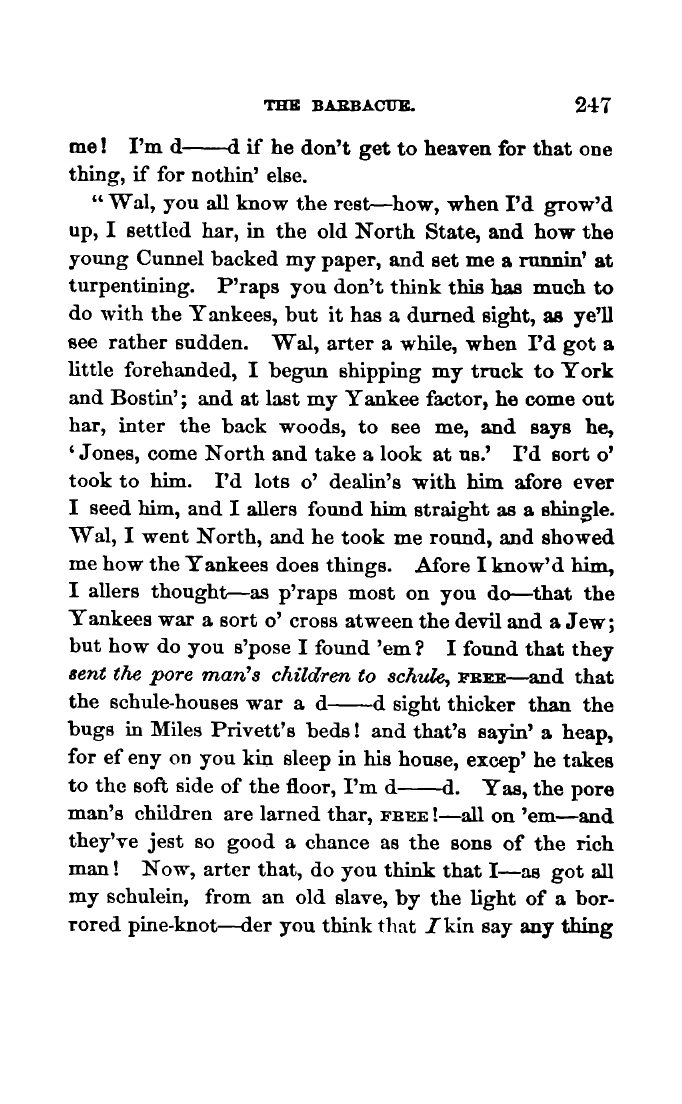 THE BARBACUE. 247
me! I'm d——d if he don't get to heaven for that one
thing, if for nothin' else.
“Wal, you all know the rest—how, when I'd grow'd
up, I settled har, in the old North State, and how the
young Cunnel backed my paper, and set me a runnin' at
turpentining. P'raps you don't think this has much to
do with the Yankees, but it has a durned sight, as ye'll
see rather sudden. Wal, arter a while, when I'd got a
little forehanded, I begun shipping my truck to York
and Bostin'; and at last my Yankee factor, he come out
har, inter the back woods, to see me, and says he,
‘Jones, come North and take a look at us.’ I'd sort o'
took to him. I'd lots o' dealin's with him afore ever
I seed him, and I allers found him straight as a shingle.
Wal, I went North, and he took me round, and showed
me how the Yankees does things. Afore I know'd him,
I allers thought—as p'raps most on you do—that the
Yankees war a sort o' cross atween the devil and a Jew;
but how do you s'pose I found 'em? I found that they
sent the pore man's children to schule, FREE—and that
the schule-houses war a d——d sight thicker than the
bugs in Miles Privett's beds! and that's sayin' a heap,
for ef eny on you kin sleep in his house, excep' he takes
to the soft side of the floor, I'm d——d. Yas, the pore
man's children are larned thar, FREE!—all on 'em—and
they've jest so good a chance as the sons of the rich
man! Now, arter that, do you think that I—as got all
my schulein, from an old slave, by the light of a bor-
rored pine-knot—der you think that I kin say any thing